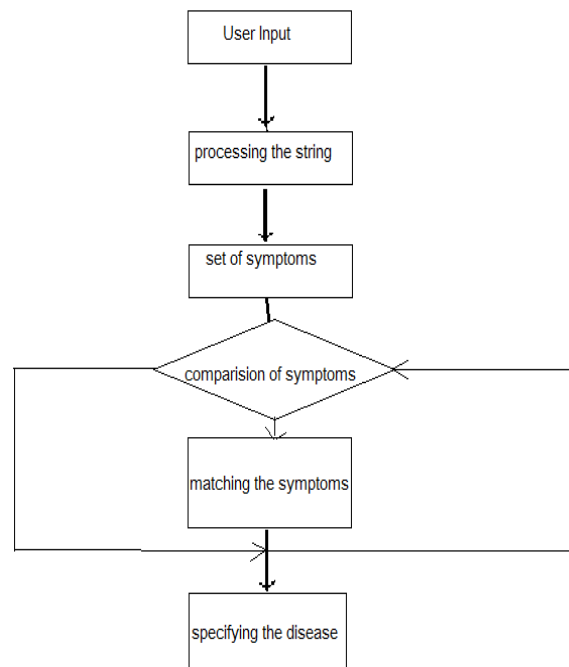 User Input
processing the string
set of symptoms
comparision of symptoms
matching the symptoms
specifying the disease